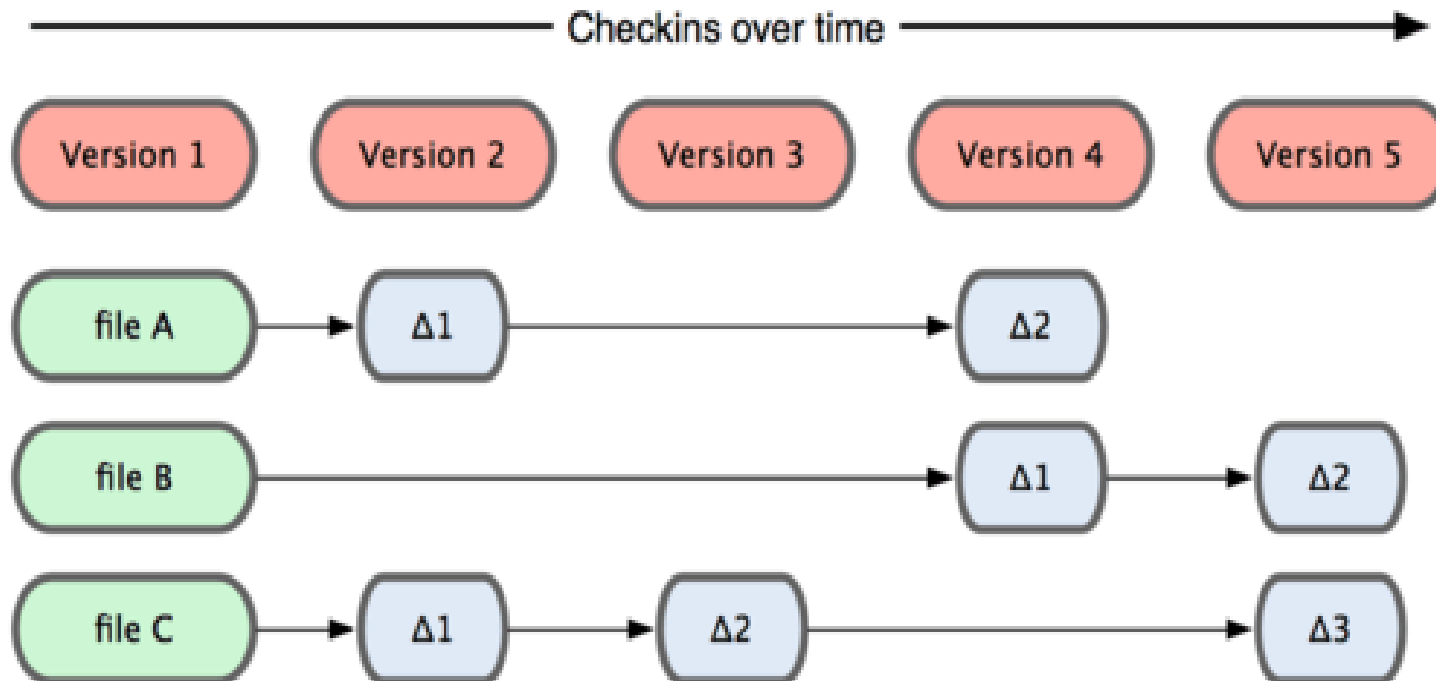 Checkins over time
Version 1 Version 2 Version 3 Version 4 Version 5
file A Δ1 Δ2
file B Δ1 Δ2
file C Δ1 Δ2 Δ3